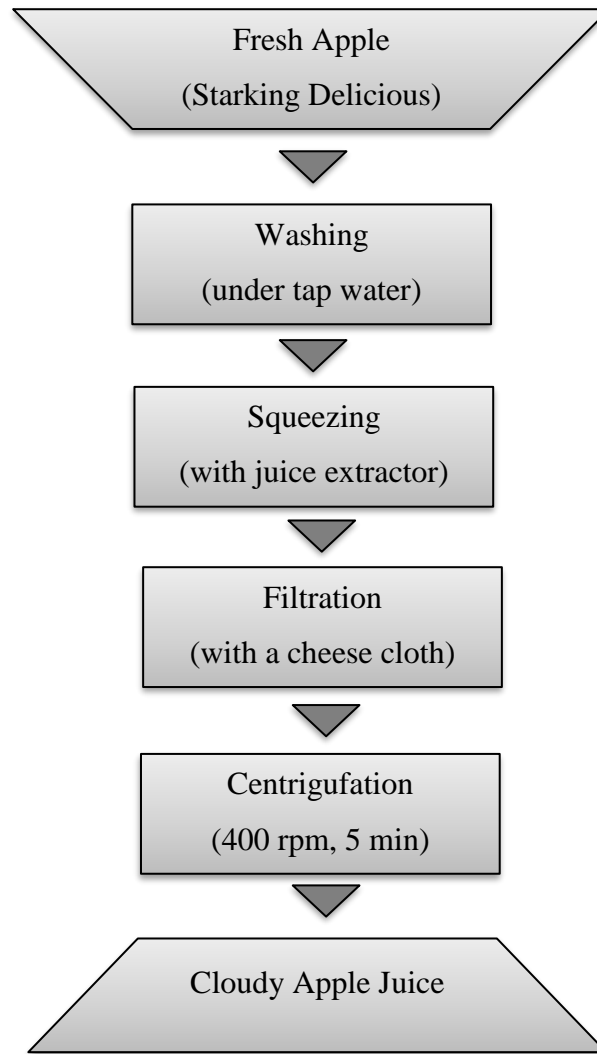 Fresh Apple
(Starking Delicious)
Washing
(under tap water)
Squeezing
(with juice extractor)
Filtration
(with a cheese cloth)
Centrigufation
(400 rpm, 5 min)
Cloudy Apple Juice